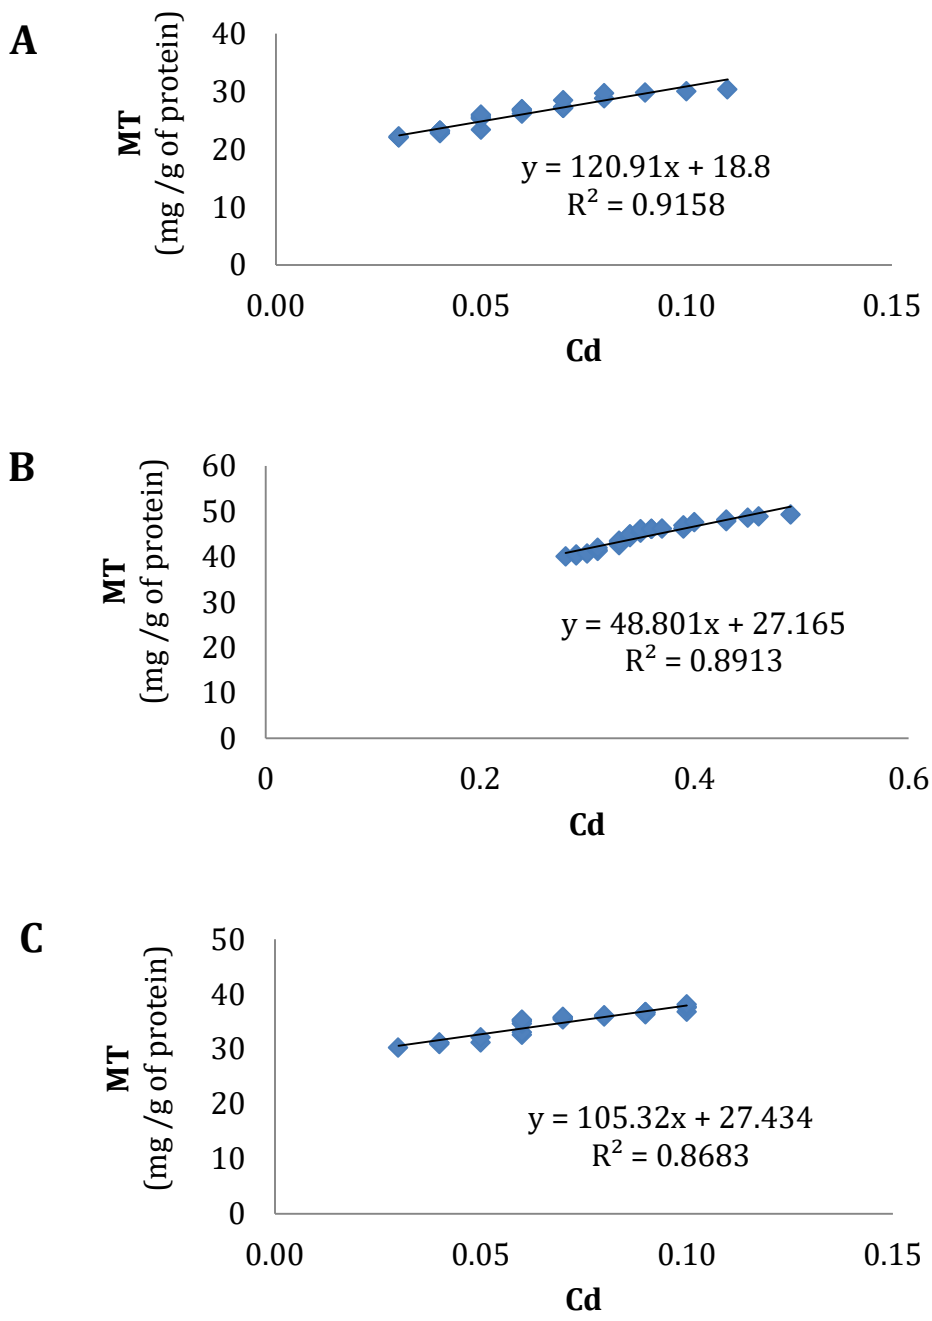 A
MT
(mg /g of protein)
40
30
20
10
0
y = 120.91x + 18.8
R² = 0.9158
0.00 0.05 0.10 0.15
Cd
B
MT
(mg /g of protein)
60
50
40
30
20
10
0
y = 48.801x + 27.165
R² = 0.8913
0 0.2 0.4 0.6
Cd
C
MT
(mg /g of protein)
50
40
30
20
10
0
y = 105.32x + 27.434
R² = 0.8683
0.00 0.05 0.10 0.15
Cd